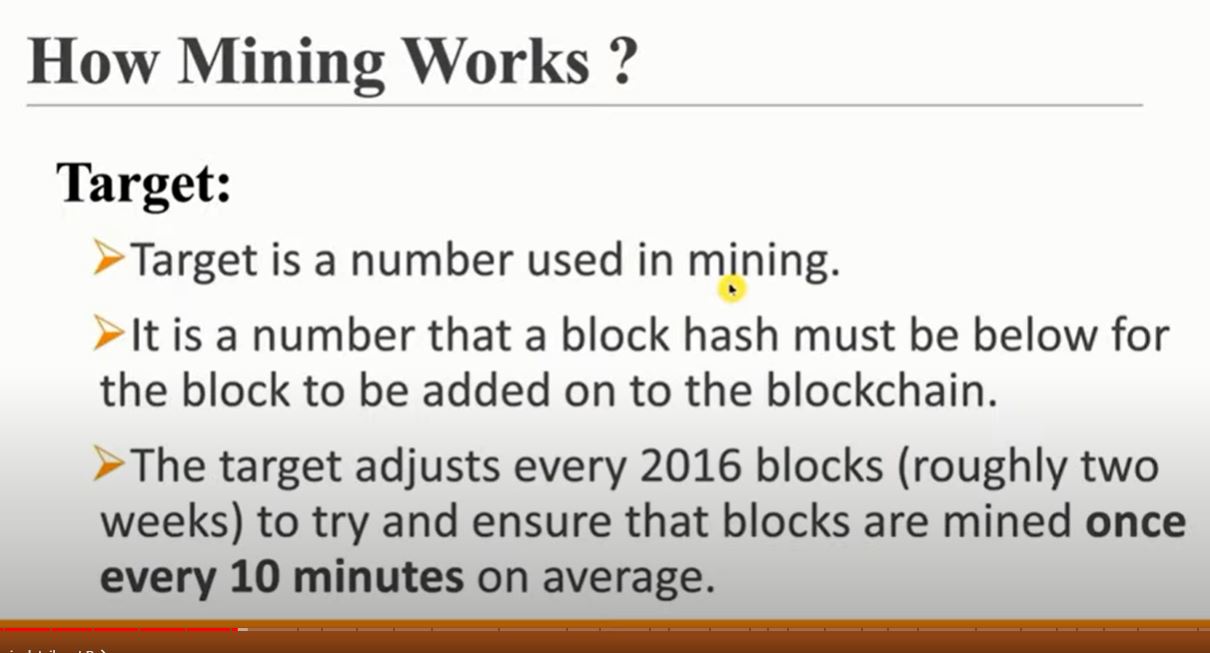 How Mining Works ?
Target:
➢Target is a number used in mining.
➢It is a number that a block hash must be below for
the block to be added on to the blockchain.
➢The target adjusts every 2016 blocks (roughly two
weeks) to try and ensure that blocks are mined once
every 10 minutes on average.